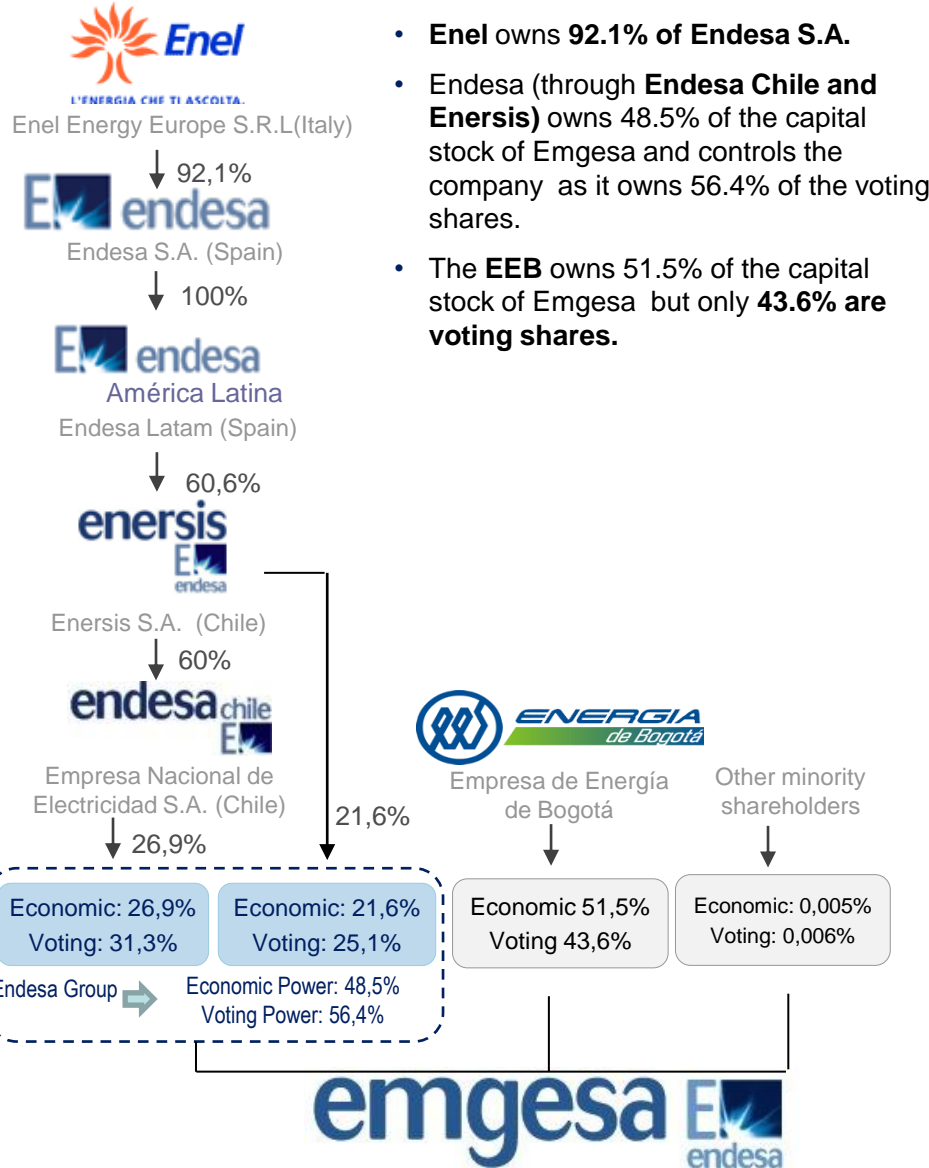 Enel
L'ENERGIA CHE TI ASCOLTA.
Enel Energy Europe S.R.L(Italy)
92,1%
endesa
Endesa S.A. (Spain)
100%
endesa
América Latina
Endesa Latam (Spain)
60,6%
enersis
endesa
Enersis S.A. (Chile)
60%
endesa chile
Empresa Nacional de
Electricidad S.A. (Chile)
26,9%
21,6%
• Enel owns 92.1% of Endesa S.A.
• Endesa (through Endesa Chile and
Enersis) owns 48.5% of the capital
stock of Emgesa and controls the
company as it owns 56.4% of the voting
shares.
• The EEB owns 51.5% of the capital
stock of Emgesa but only 43.6% are
voting shares.
ENERGIA
de Bogotá
Empresa de Energía
de Bogotá
Other minority
shareholders
Economic: 26,9%
Voting: 31,3%
Economic: 21,6%
Voting: 25,1%
Economic 51,5%
Voting 43,6%
Economic: 0,005%
Voting: 0,006%
Endesa Group
Economic Power: 48,5%
Voting Power: 56,4%
emgesa
endesa